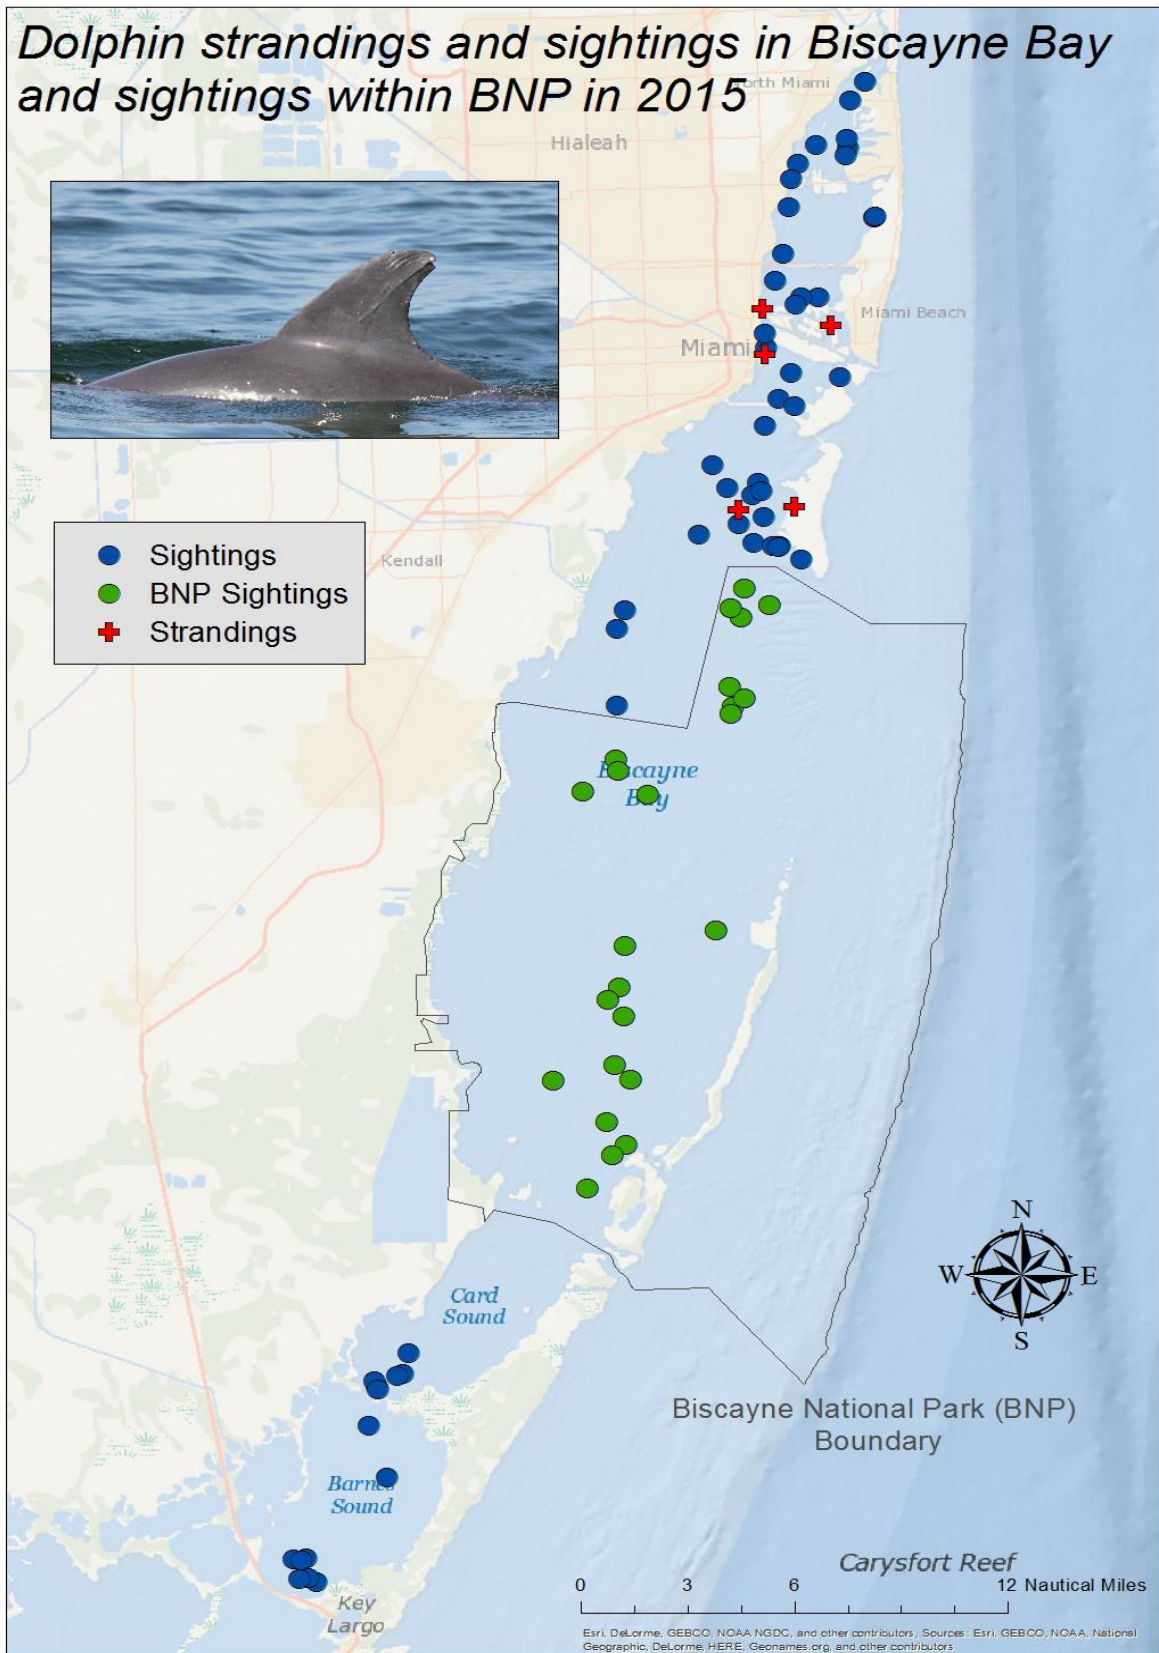 Dolphin strandings and sightings in Biscayne Bay
and sightings within BNP in 2015
North Miami
Hialeah
Miami Beach
Miami
Sightings
BNP Sightings
Strandings
Kendall
Biscayne
Bay
N
W
E
S
Card
Sound
Biscayne National Park (BNP)
Boundary
Barnes
Sound
Carysfort Reef
0 3 6 12 Nautical Miles
Key
Largo
Esri, DeLorme, GEBCO, NOAA NGDC, and other contributors, Sources: Esri, GEBCO, NOAA, National
Geographic, DeLorme, HERE, Geonames.org, and other contributors